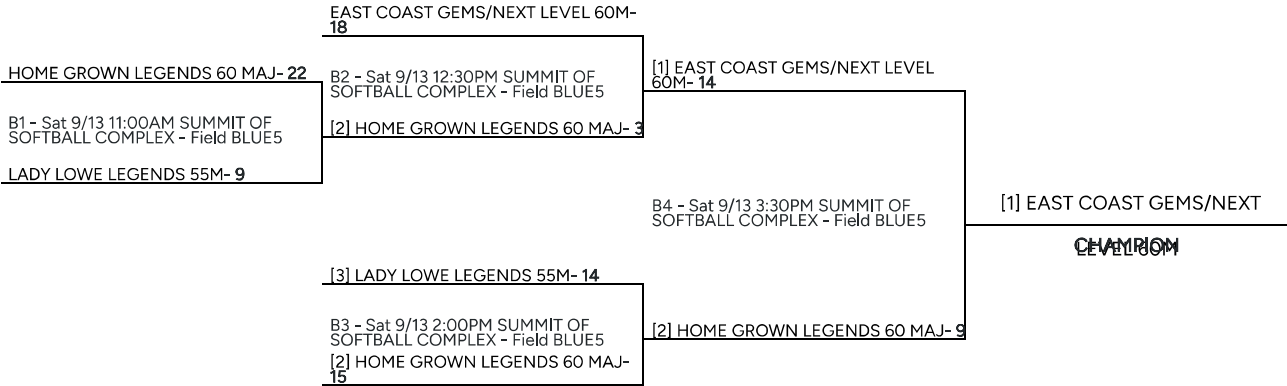 EAST COAST GEMS/NEXT LEVEL 60M-
18
HOME GROWN LEGENDS 60 MAJ- 22
B2 - Sat 9/13 12:30PM SUMMIT OF
SOFTBALL COMPLEX - Field BLUE5
[1] EAST COAST GEMS/NEXT LEVEL
60M- 14
B1 - Sat 9/13 11:00AM SUMMIT OF
SOFTBALL COMPLEX - Field BLUE5
[2] HOME GROWN LEGENDS 60 MAJ- 3
LADY LOWE LEGENDS 55M- 9
B4 - Sat 9/13 3:30PM SUMMIT OF
SOFTBALL COMPLEX - Field BLUE5
[1] EAST COAST GEMS/NEXT
LEVEL 60M
CHAMPION
[3] LADY LOWE LEGENDS 55M- 14
B3 - Sat 9/13 2:00PM SUMMIT OF
SOFTBALL COMPLEX - Field BLUE5
[2] HOME GROWN LEGENDS 60 MAJ- 9
[2] HOME GROWN LEGENDS 60 MAJ-
15